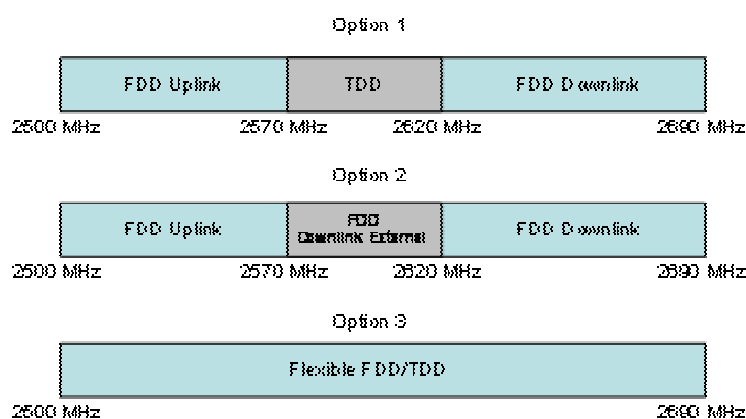 Option 1
FDD Uplink TDD FDD Downlink
2500 MHz 2570 MHz 2620 MHz 2690 MHz
Option 2
FDD Uplink FDD Downlink External FDD Downlink
2500 MHz 2570 MHz 2620 MHz 2690 MHz
Option 3
Flexible FDD/TDD
2500 MHz 2690 MHz